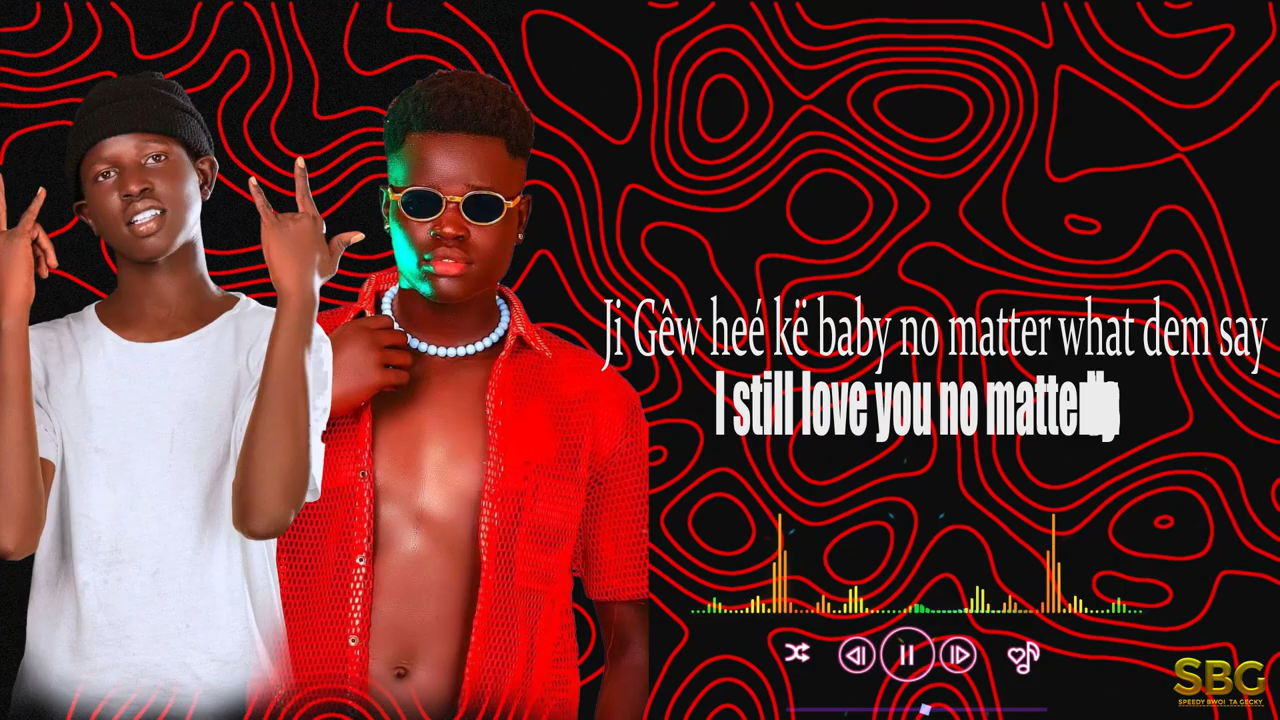 Ji Gêw heé kë baby no matter what dem say
I still love you no
SBG
SPEEDY BWOI TA GECKY